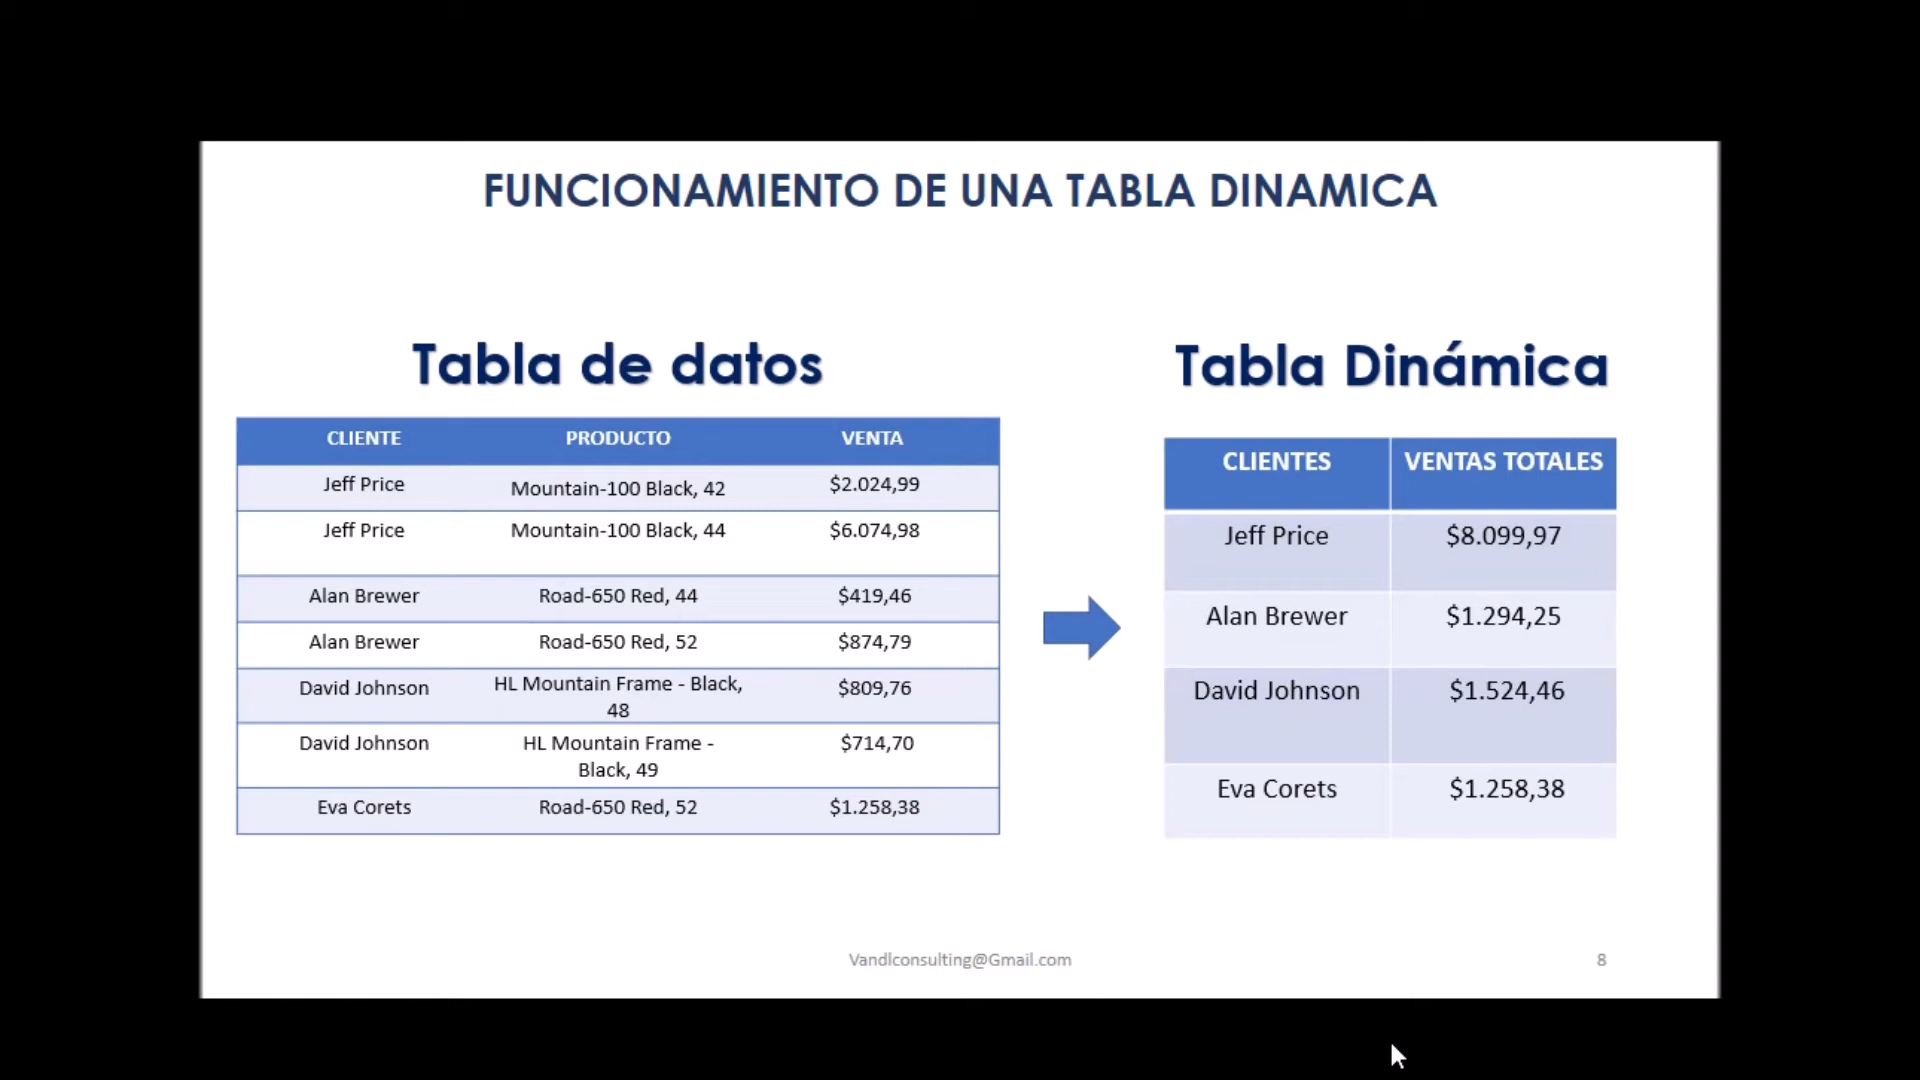 FUNCIONAMIENTO DE UNA TABLA DINAMICA
Tabla de datos
CLIENTE PRODUCTO VENTA
Jeff Price Mountain-100 Black, 42 $2.024,99
Jeff Price Mountain-100 Black, 44 $6.074,98
Alan Brewer Road-650 Red, 44 $419,46
Alan Brewer Road-650 Red, 52 $874,79
David Johnson HL Mountain Frame - Black, $809,76
48
David Johnson HL Mountain Frame - $714,70
Black, 49
Eva Corets Road-650 Red, 52 $1.258,38
Tabla Dinámica
CLIENTES VENTAS TOTALES
Jeff Price $8.099,97
Alan Brewer $1.294,25
David Johnson $1.524,46
Eva Corets $1.258,38
Vandlconsulting@Gmail.com
8